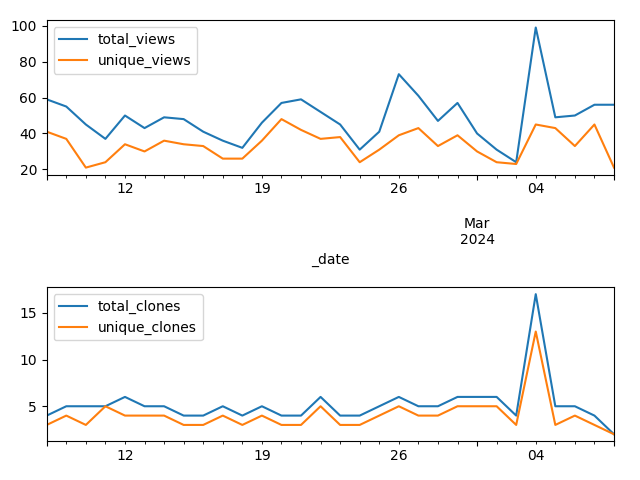 100
80
60
40
20
total_views
unique_views
12
19
26
04
Mar
2024
_date
15
10
5
total_clones
unique_clones
12
19
26
04